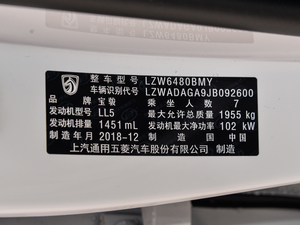 整车型号 LZW6480BMY
车辆识别代号 LZWADAGA9JB092600
品牌 宝骏 乘坐人数 7
发动机型号 LL5 最大允许总质量 1955 kg
发动机排量 1451 mL 发动机最大净功率 102 kW
制造年月 2018-12 制造国 中国
上汽通用五菱汽车股份有限公司制造